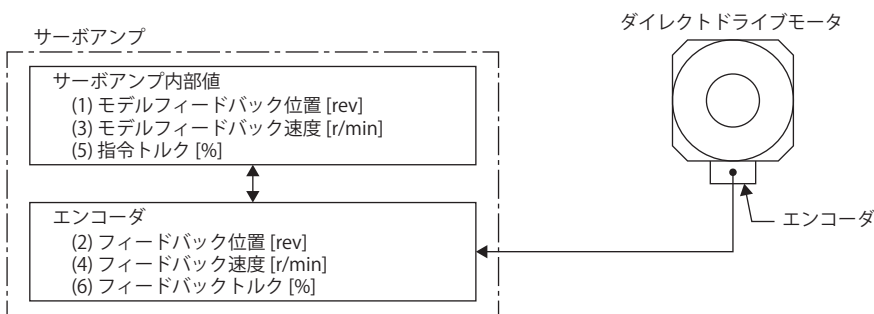 サーボアンプ
サーボアンプ内部値
(1) モデルフィードバック位置 [rev]
(3) モデルフィードバック速度 [r/min]
(5) 指令トルク [%]
エンコーダ
(2) フィードバック位置 [rev]
(4) フィードバック速度 [r/min]
(6) フィードバックトルク [%]
ダイレクトドライブモータ
エンコーダ